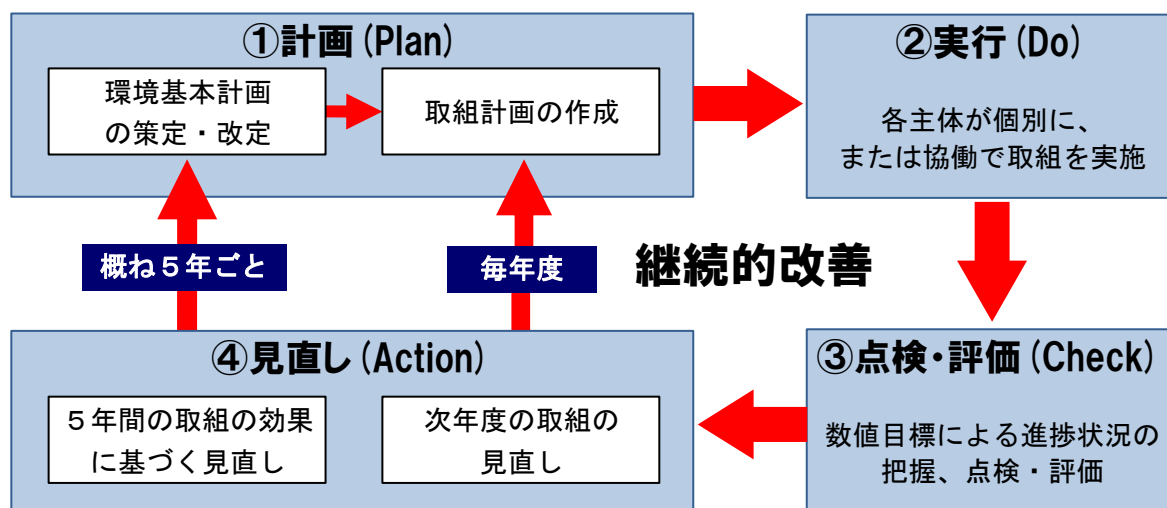 ①計画(Plan)
環境基本計画
の策定・改定
取組計画の作成
②実行(Do)
各主体が個別に、
または協働で取組を実施
概ね5年ごと
毎年度
継続的改善
③点検・評価(Check)
数値目標による進捗状況の
把握、点検・評価
④見直し(Action)
5年間の取組の効果
に基づく見直し
次年度の取組の
見直し